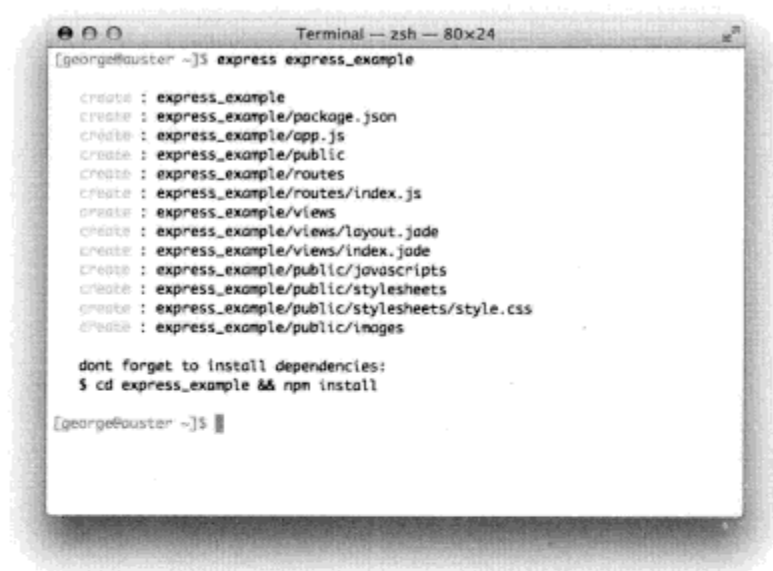 Terminal — zsh — 80×24
[george@auster ~]$ express express_example
create : express_example
create : express_example/package.json
create : express_example/app.js
create : express_example/public
create : express_example/routes
create : express_example/routes/index.js
create : express_example/views
create : express_example/views/layout.jade
create : express_example/views/index.jade
create : express_example/public/javascripts
create : express_example/public/stylesheets
create : express_example/public/stylesheets/style.css
create : express_example/public/images
dont forget to install dependencies:
$ cd express_example && npm install
[george@auster ~]$